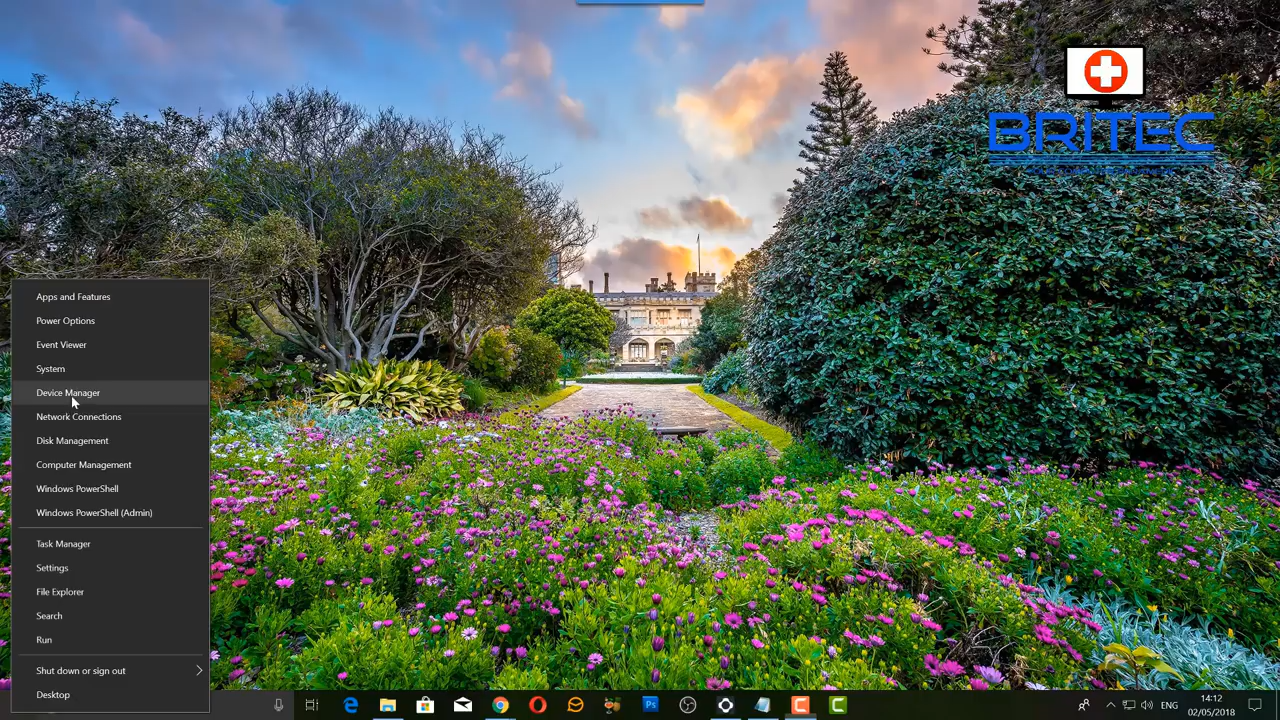 BRITEC
Apps and Features
Power Options
Event Viewer
System
Device Manager
Network Connections
Disk Management
Computer Management
Windows PowerShell
Windows PowerShell (Admin)
Task Manager
Settings
File Explorer
Search
Run
Shut down or sign out
Desktop
Ps
ENG
14:12
02/05/2018